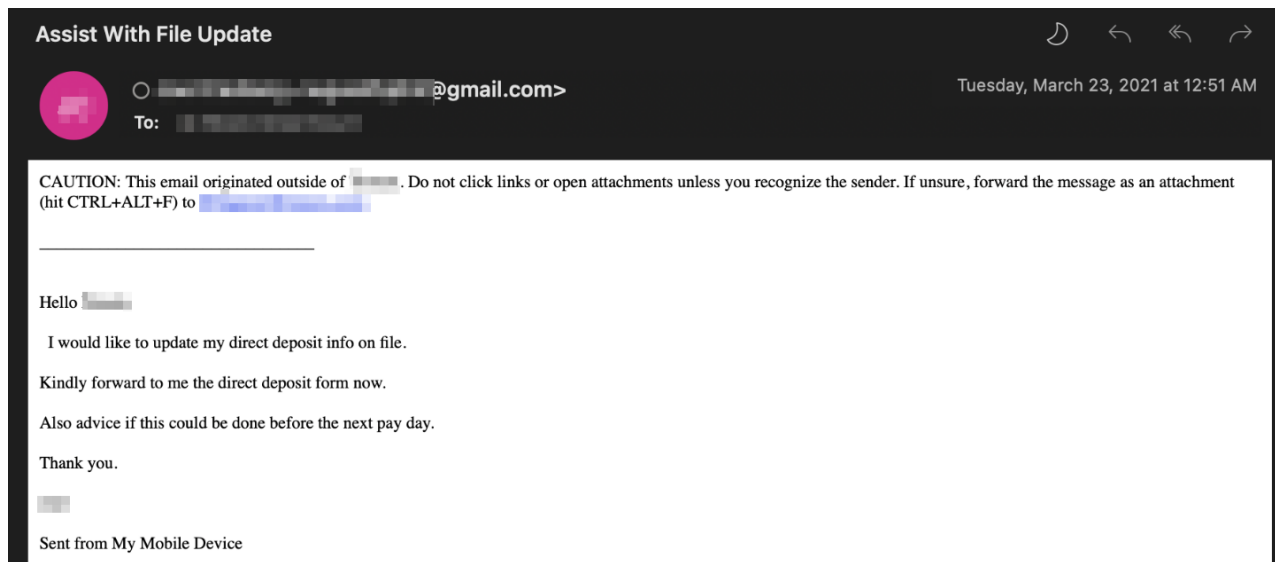 Assist With File Update
@gmail.com>
Tuesday, March 23, 2021 at 12:51 AM
To:
CAUTION: This email originated outside of . Do not click links or open attachments unless you recognize the sender. If unsure, forward the message as an attachment
(hit CTRL+ALT+F) to
Hello
I would like to update my direct deposit info on file.
Kindly forward to me the direct deposit form now.
Also advice if this could be done before the next pay day.
Thank you.
Sent from My Mobile Device